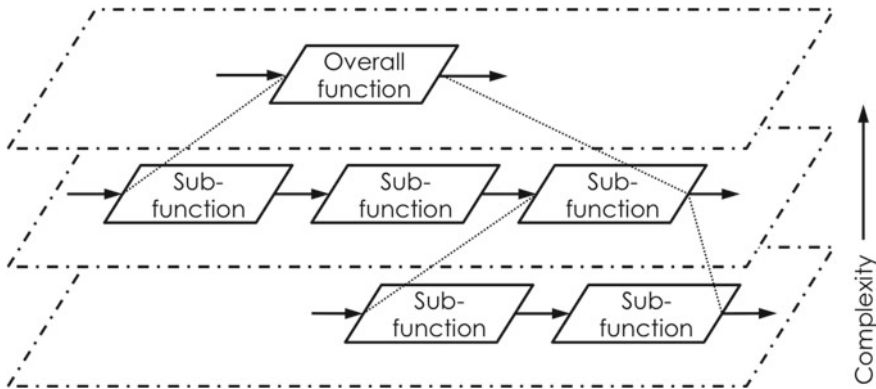 Overall
function
Sub-
function
Sub-
function
Sub-
function
Sub-
function
Sub-
function
Complexity